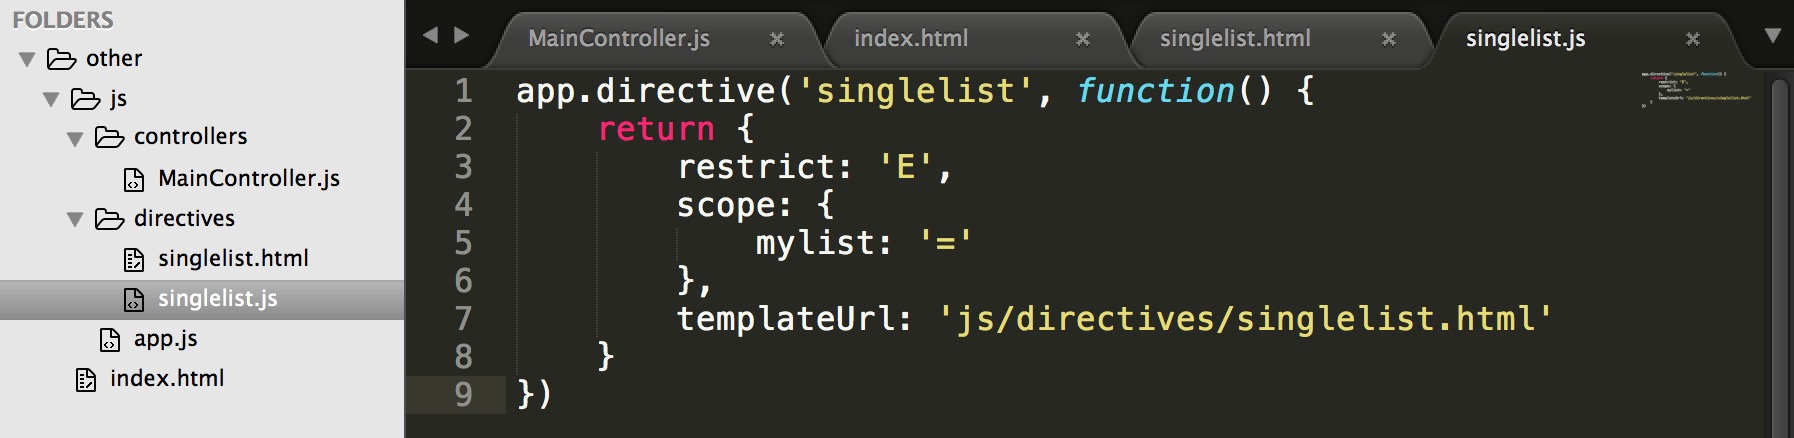 FOLDERS
other
js
controllers
MainController.js
directives
singlelist.html
singlelist.js
app.js
index.html
MainController.js × index.html × singlelist.html × singlelist.js ×
1 app.directive('singlelist', function() {
2     return {
3         restrict: 'E',
4         scope: {
5             mylist: '='
6         },
7         templateUrl: 'js/directives/singlelist.html'
8     }
9 })